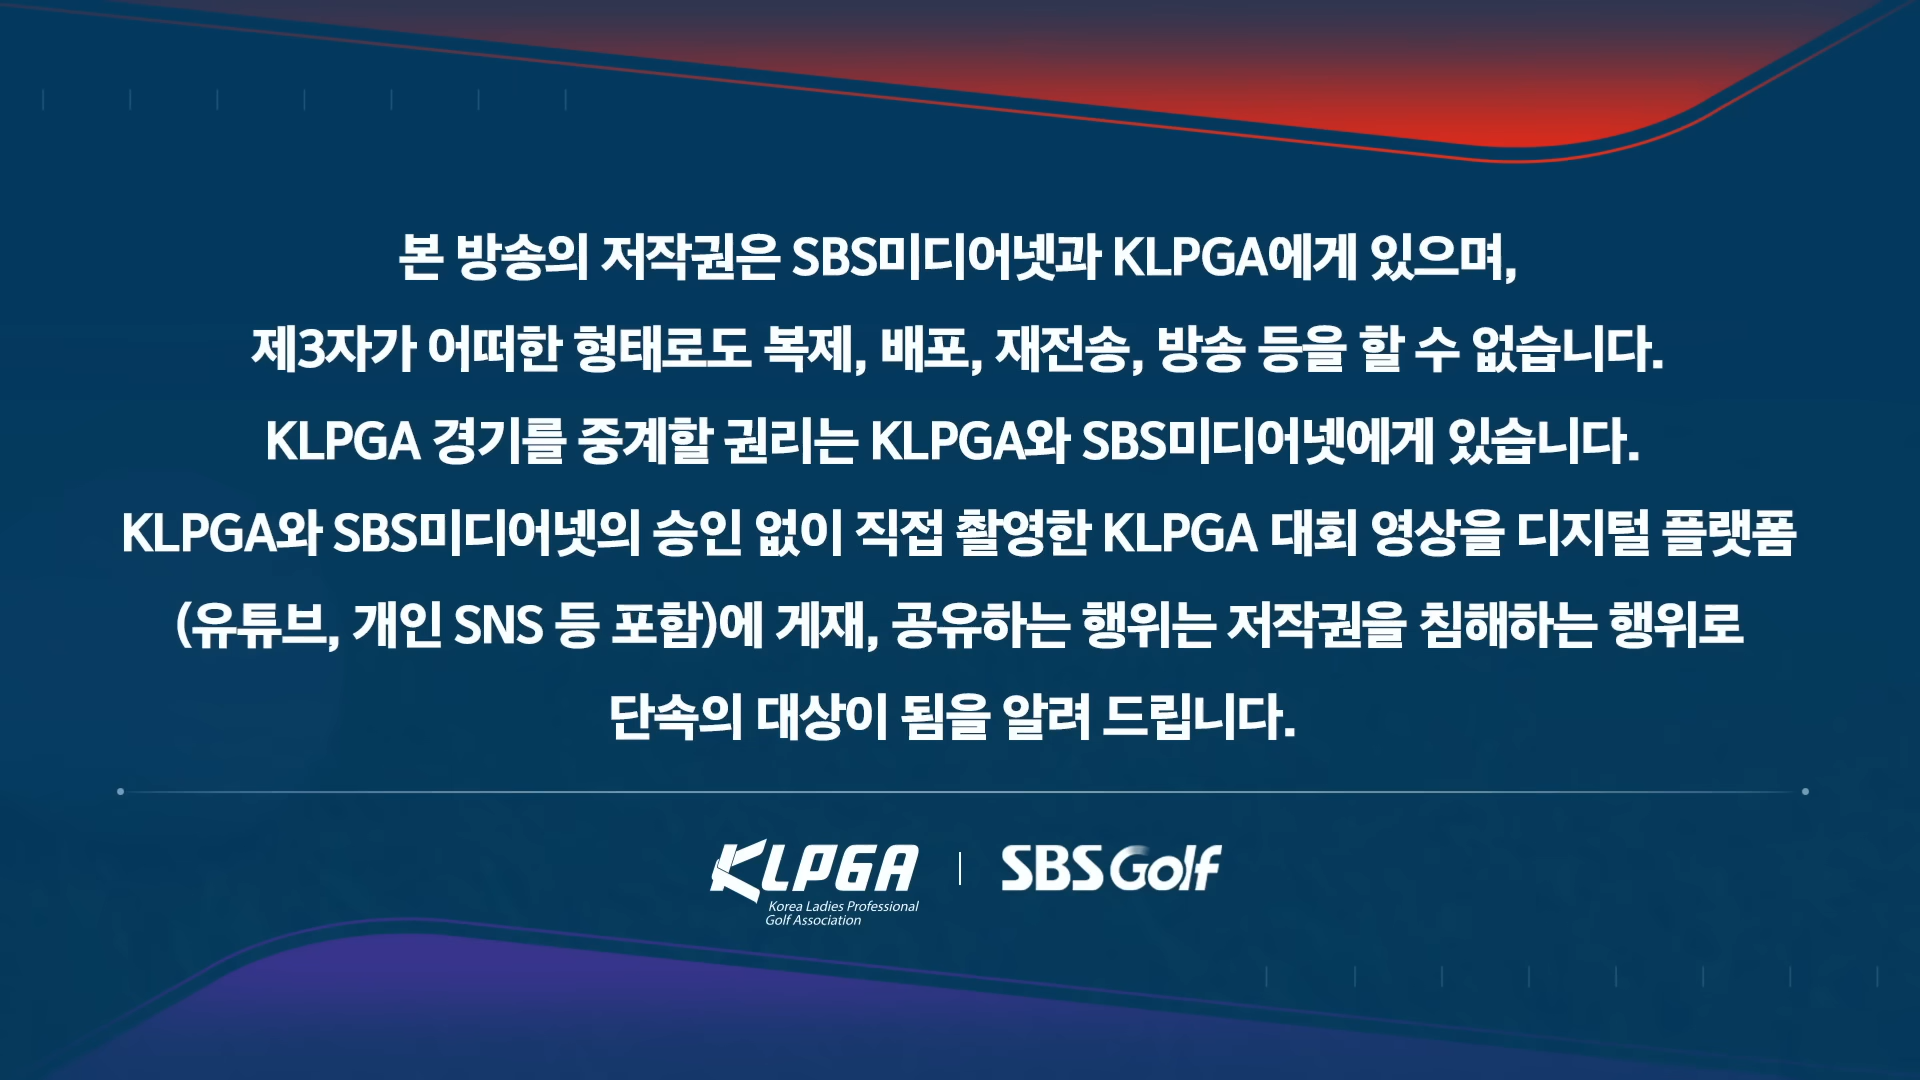 본 방송의 저작권은 SBS미디어넷과 KLPGA에게 있으며,
제3자가 어떠한 형태로도 복제, 배포, 재전송, 방송 등을 할 수 없습니다.
KLPGA 경기를 중계할 권리는 KLPGA와 SBS미디어넷에게 있습니다.
KLPGA와 SBS미디어넷의 승인 없이 직접 촬영한 KLPGA 대회 영상을 디지털 플랫폼
(유튜브, 개인 SNS 등 포함)에 게재, 공유하는 행위는 저작권을 침해하는 행위로
단속의 대상이 됨을 알려 드립니다.
KLPGA
Korea Ladies Professional
Golf Association
SBS Golf